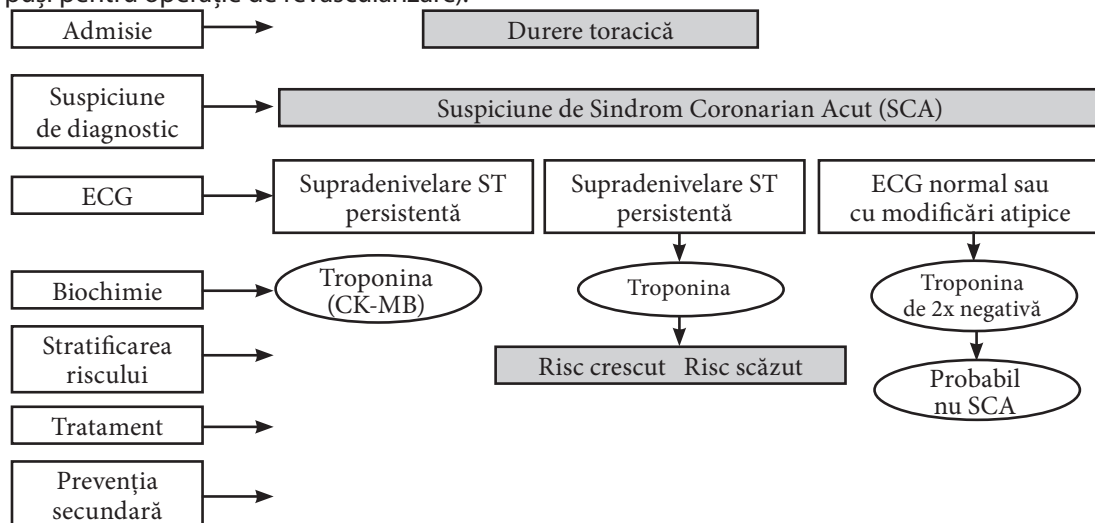 puși pentru operație de revascularizare).
Admisie
Durere toracică
Suspiciune
de diagnostic
Suspiciune de Sindrom Coronarian Acut (SCA)
ECG
Supradenivelare ST
persistentă
Supradenivelare ST
persistentă
ECG normal sau
cu modificări atipice
Biochimie
Troponina
(CK-MB)
Troponina
Troponina
de 2x negativă
Stratificarea
riscului
Risc crescut Risc scăzut
Probabil
nu SCA
Tratament
Prevenția
secundară